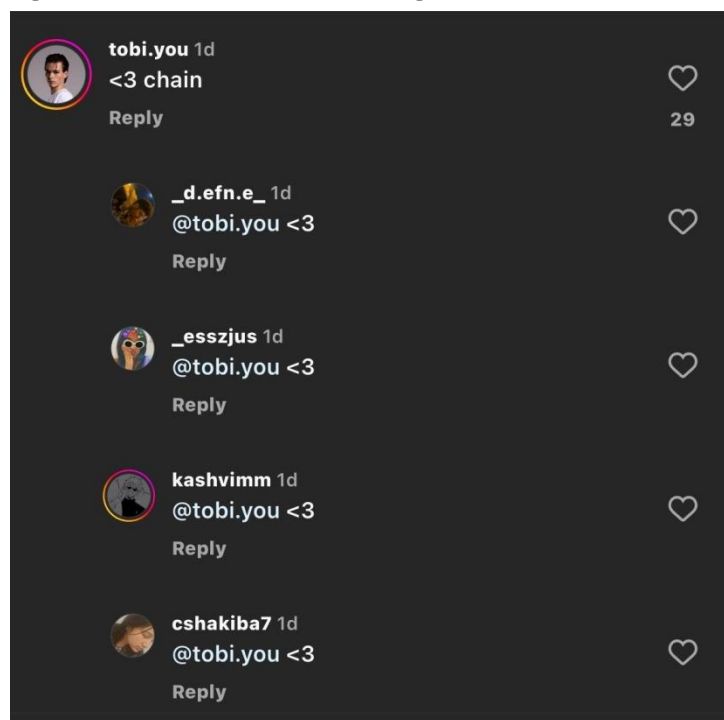 tobi.you 1d
<3 chain
Reply
29
_d.efn.e_ 1d
@tobi.you <3
Reply
_esszjus 1d
@tobi.you <3
Reply
kashvimm 1d
@tobi.you <3
Reply
cshakiba7 1d
@tobi.you <3
Reply